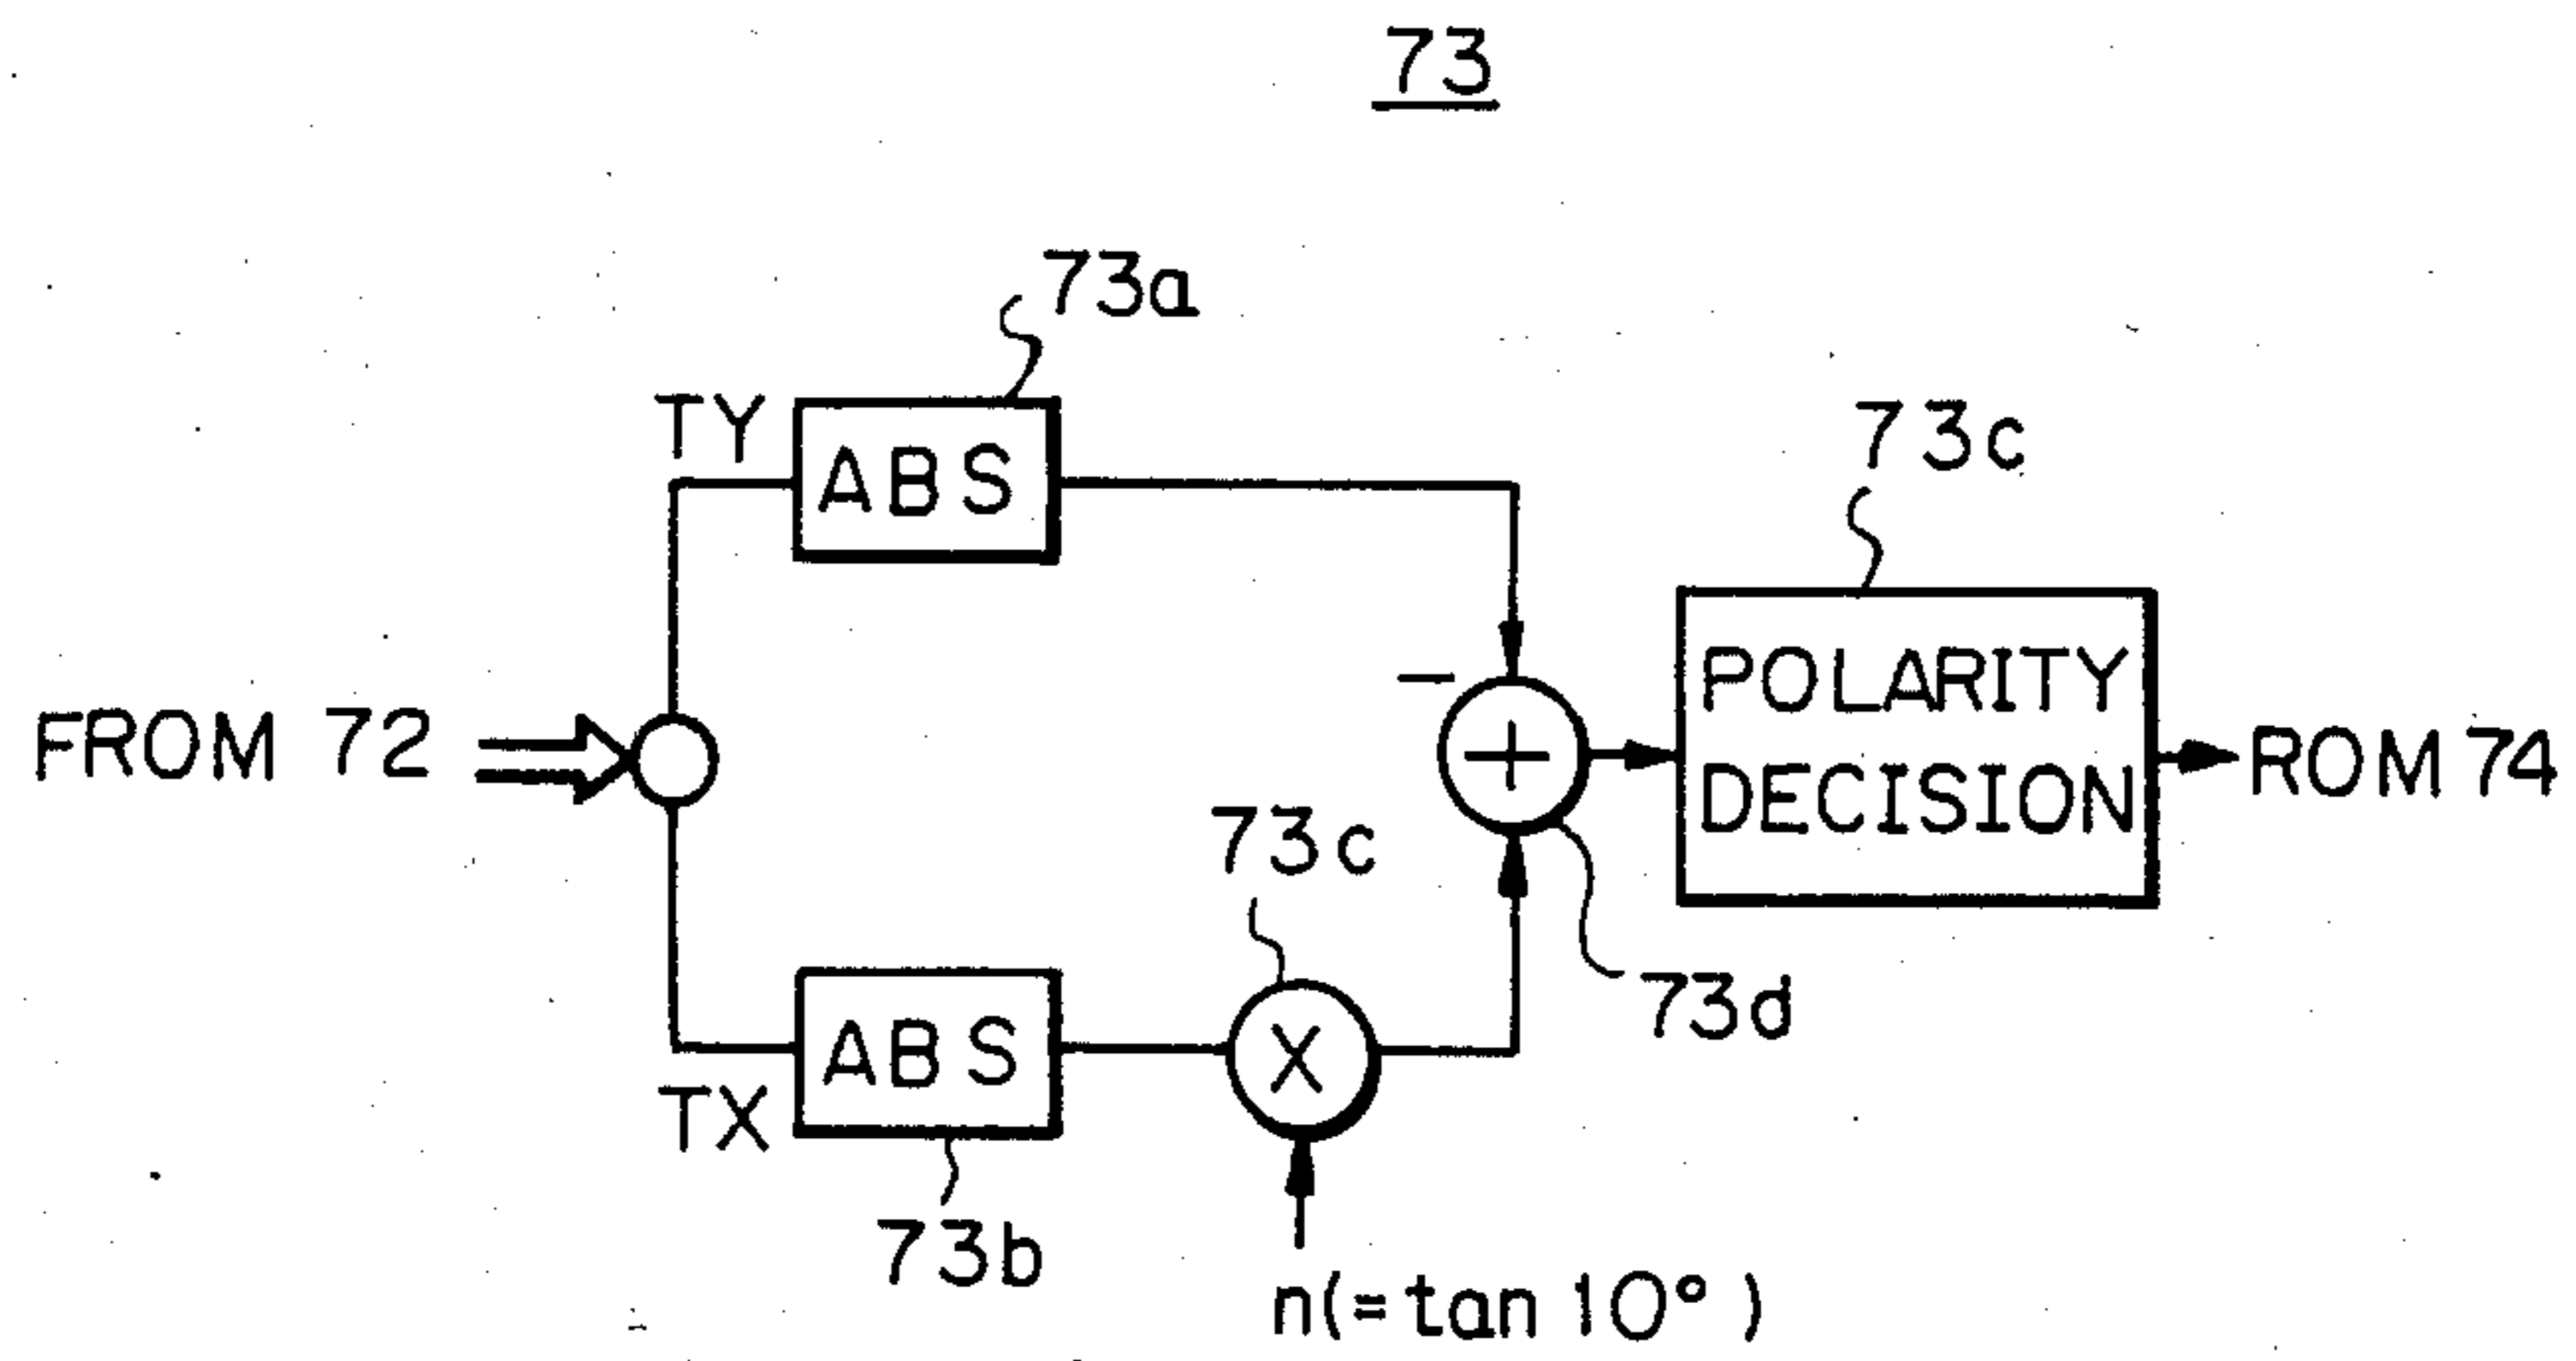 73
73a
TY
ABS
73c
FROM 72
−
+
POLARITY
DECISION
ROM 74
73c
ABS
X
73d
TX
73b
n(=tan 10°)